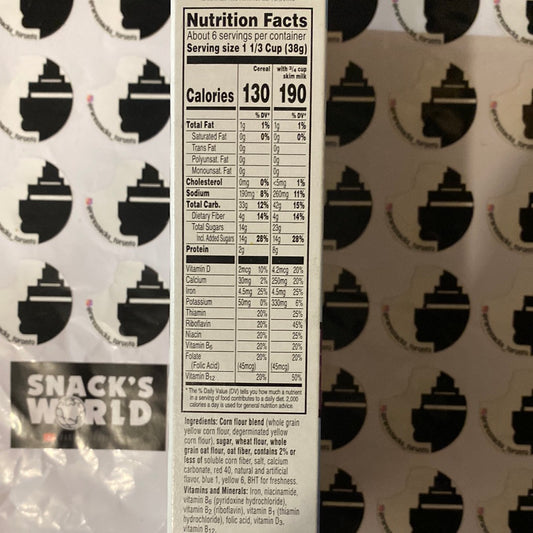 Nutrition Facts
About 6 servings per container
Serving size 1 1/3 Cup (38g)
Cereal with ¾ cup skim milk
Calories 130 190
% DV* % DV*
Total Fat 1g 1% 1g 1%
Saturated Fat 0g 0% 0g 0%
Trans Fat 0g 0g
Polyunsat. Fat 0g 0g
Monounsat. Fat 0g 0g
Cholesterol 0mg 0% <5mg 1%
Sodium 190mg 8% 260mg 11%
Total Carb. 33g 12% 42g 15%
Dietary Fiber 4g 14% 4g 14%
Total Sugars 14g 23g
Incl. Added Sugars 14g 28% 14g 28%
Protein 2g 8g
Vitamin D 2mcg 10% 4.2mcg 20%
Calcium 30mg 2% 250mg 20%
Iron 4.5mg 25% 4.5mg 25%
Potassium 50mg 0% 330mg 6%
Thiamin 20% 25%
Riboflavin 20% 45%
Niacin 20% 25%
Vitamin B6 20% 20%
Folate 20% 20%
(Folic Acid) (45mcg) (45mcg)
Vitamin B12 20% 50%
* The % Daily Value (DV) tells you how much a nutrient
in a serving of food contributes to a daily diet. 2,000
calories a day is used for general nutrition advice.
Ingredients: Corn flour blend (whole grain
yellow corn flour, degerminated yellow
corn flour), sugar, wheat flour, whole
grain oat flour, oat fiber, contains 2% or
less of soluble corn fiber, salt, calcium
carbonate, red 40, natural and artificial
flavor, blue 1, yellow 6, BHT for freshness.
Vitamins and Minerals: Iron, niacinamide,
vitamin B6 (pyridoxine hydrochloride),
vitamin B2 (riboflavin), vitamin B1 (thiamin
hydrochloride), folic acid, vitamin D3,
vitamin B12.
SNACK'S
WORLD